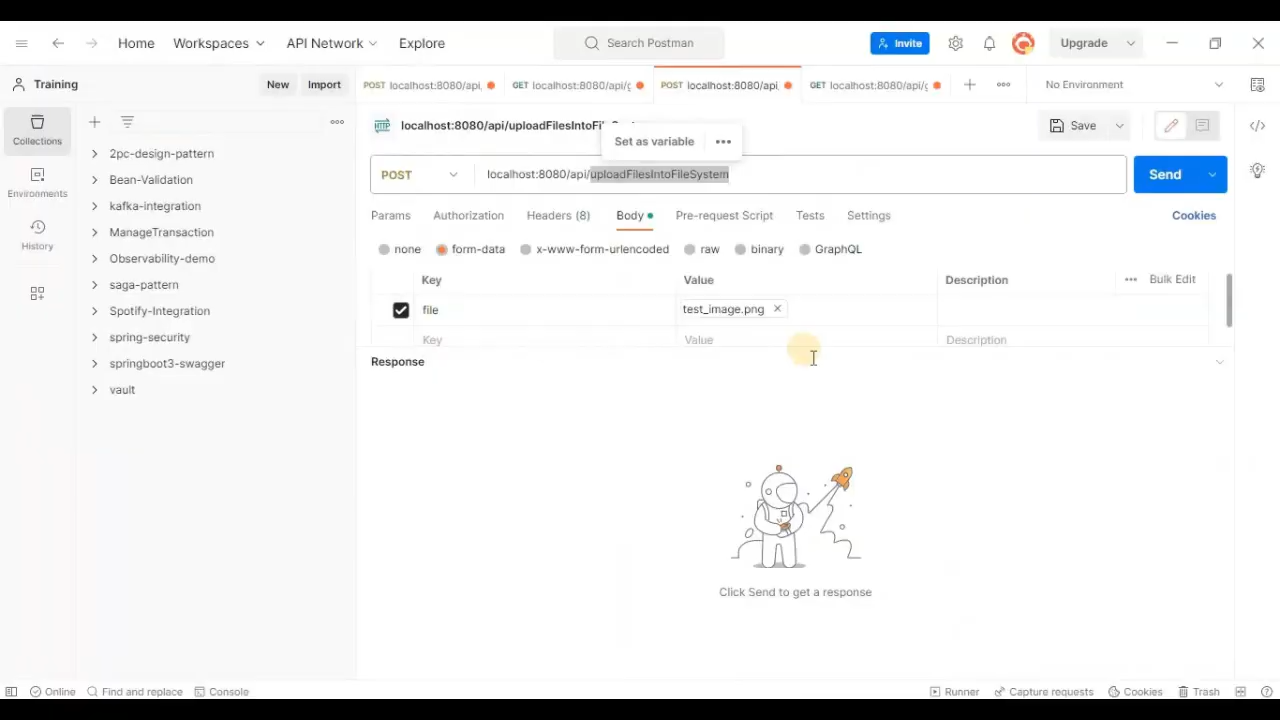 Home Workspaces API Network Explore Search Postman Invite Upgrade
Training New Import POST localhost:8080/api, GET localhost:8080/api/g POST localhost:8080/api, GET localhost:8080/api/g No Environment
Collections
Environments
History
2pc-design-pattern
Bean-Validation
kafka-integration
ManageTransaction
Observability-demo
saga-pattern
Spotify-Integration
spring-security
springboot3-swagger
vault
HTTP localhost:8080/api/uploadFilesIntoFil Save
Set as variable
POST localhost:8080/api/uploadFilesIntoFileSystem Send
Params Authorization Headers (8) Body Pre-request Script Tests Settings Cookies
none form-data x-www-form-urlencoded raw binary GraphQL
Key Value Description Bulk Edit
file test_image.png
Key Value Description
Response
Click Send to get a response
Online Find and replace Console Runner Capture requests Cookies Trash